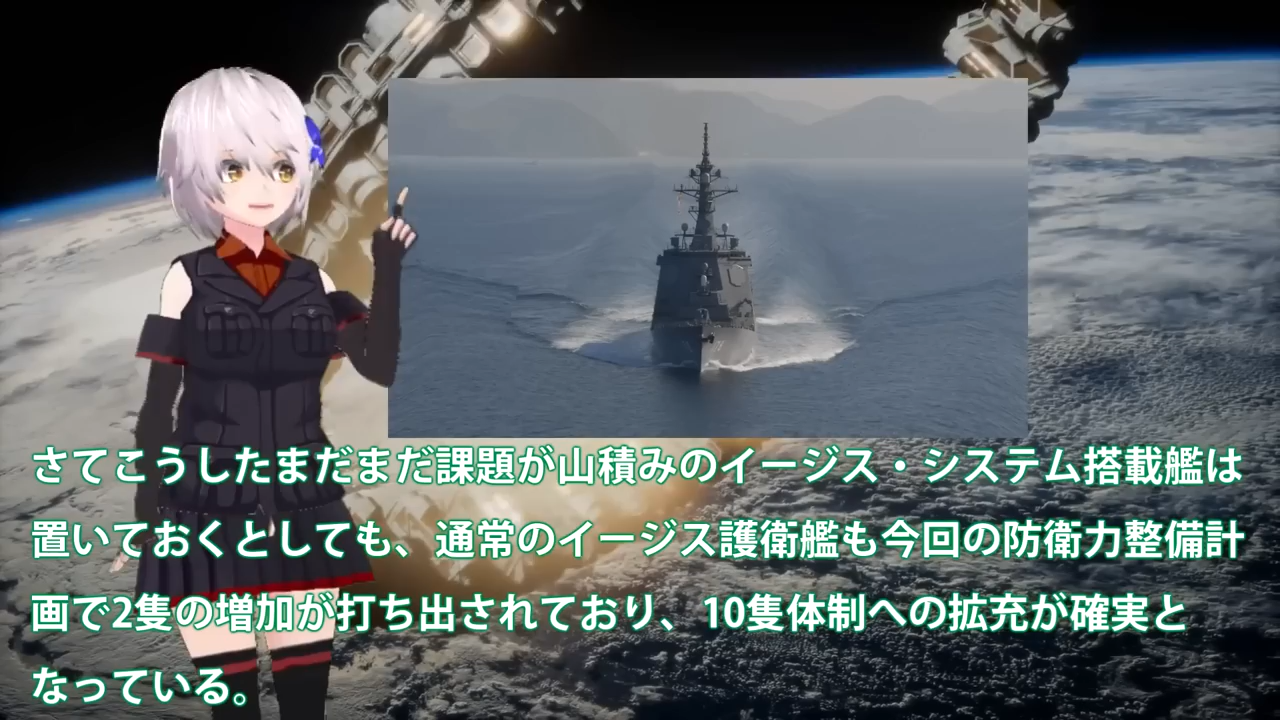 さてこうしたまだまだ課題が山積みのイージス・システム搭載艦は
置いておくとしても、通常のイージス護衛艦も今回の防衛力整備計
画で2隻の増加が打ち出されており、10隻体制への拡充が確実と
なっている。